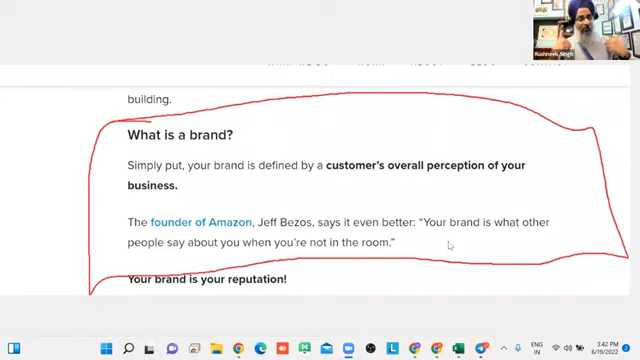 Rushneek Singh
building.
What is a brand?
Simply put, your brand is defined by a customer's overall perception of your
business.
The founder of Amazon, Jeff Bezos, says it even better: “Your brand is what other
people say about you when you're not in the room.”
Your brand is your reputation!
ENG
IN
3:42 PM
6/19/2022